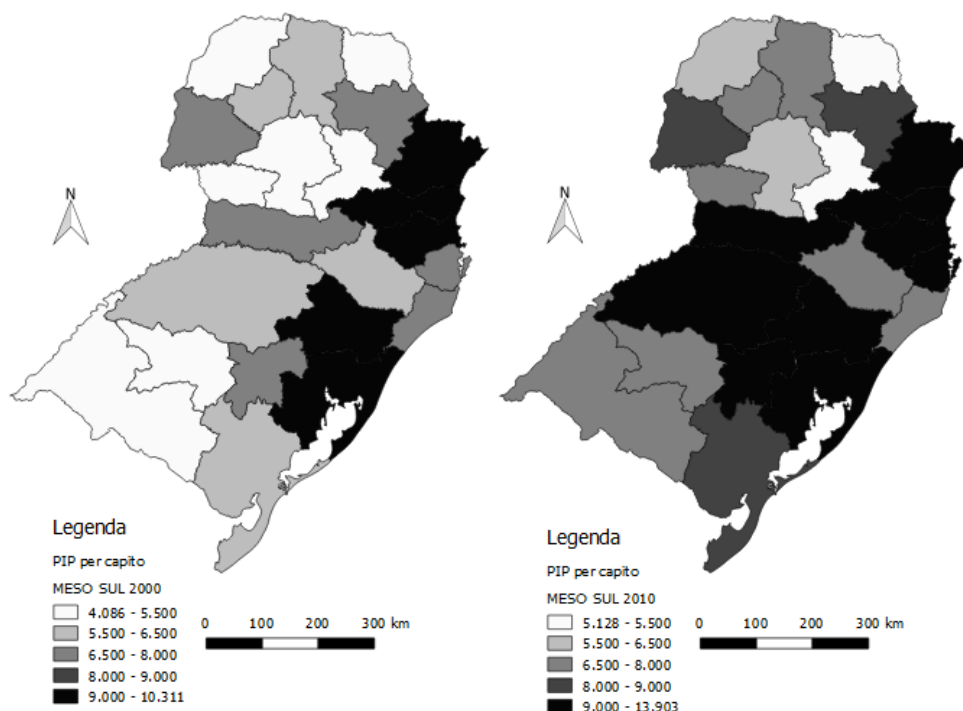 N
Legenda
PIP per capito
MESO SUL 2000
4.086 - 5.500
5.500 - 6.500
6.500 - 8.000
8.000 - 9.000
9.000 - 10.311
0 100 200 300 km
N
Legenda
PIP per capito
MESO SUL 2010
5.128 - 5.500
5.500 - 6.500
6.500 - 8.000
8.000 - 9.000
9.000 - 13.903
0 100 200 300 km